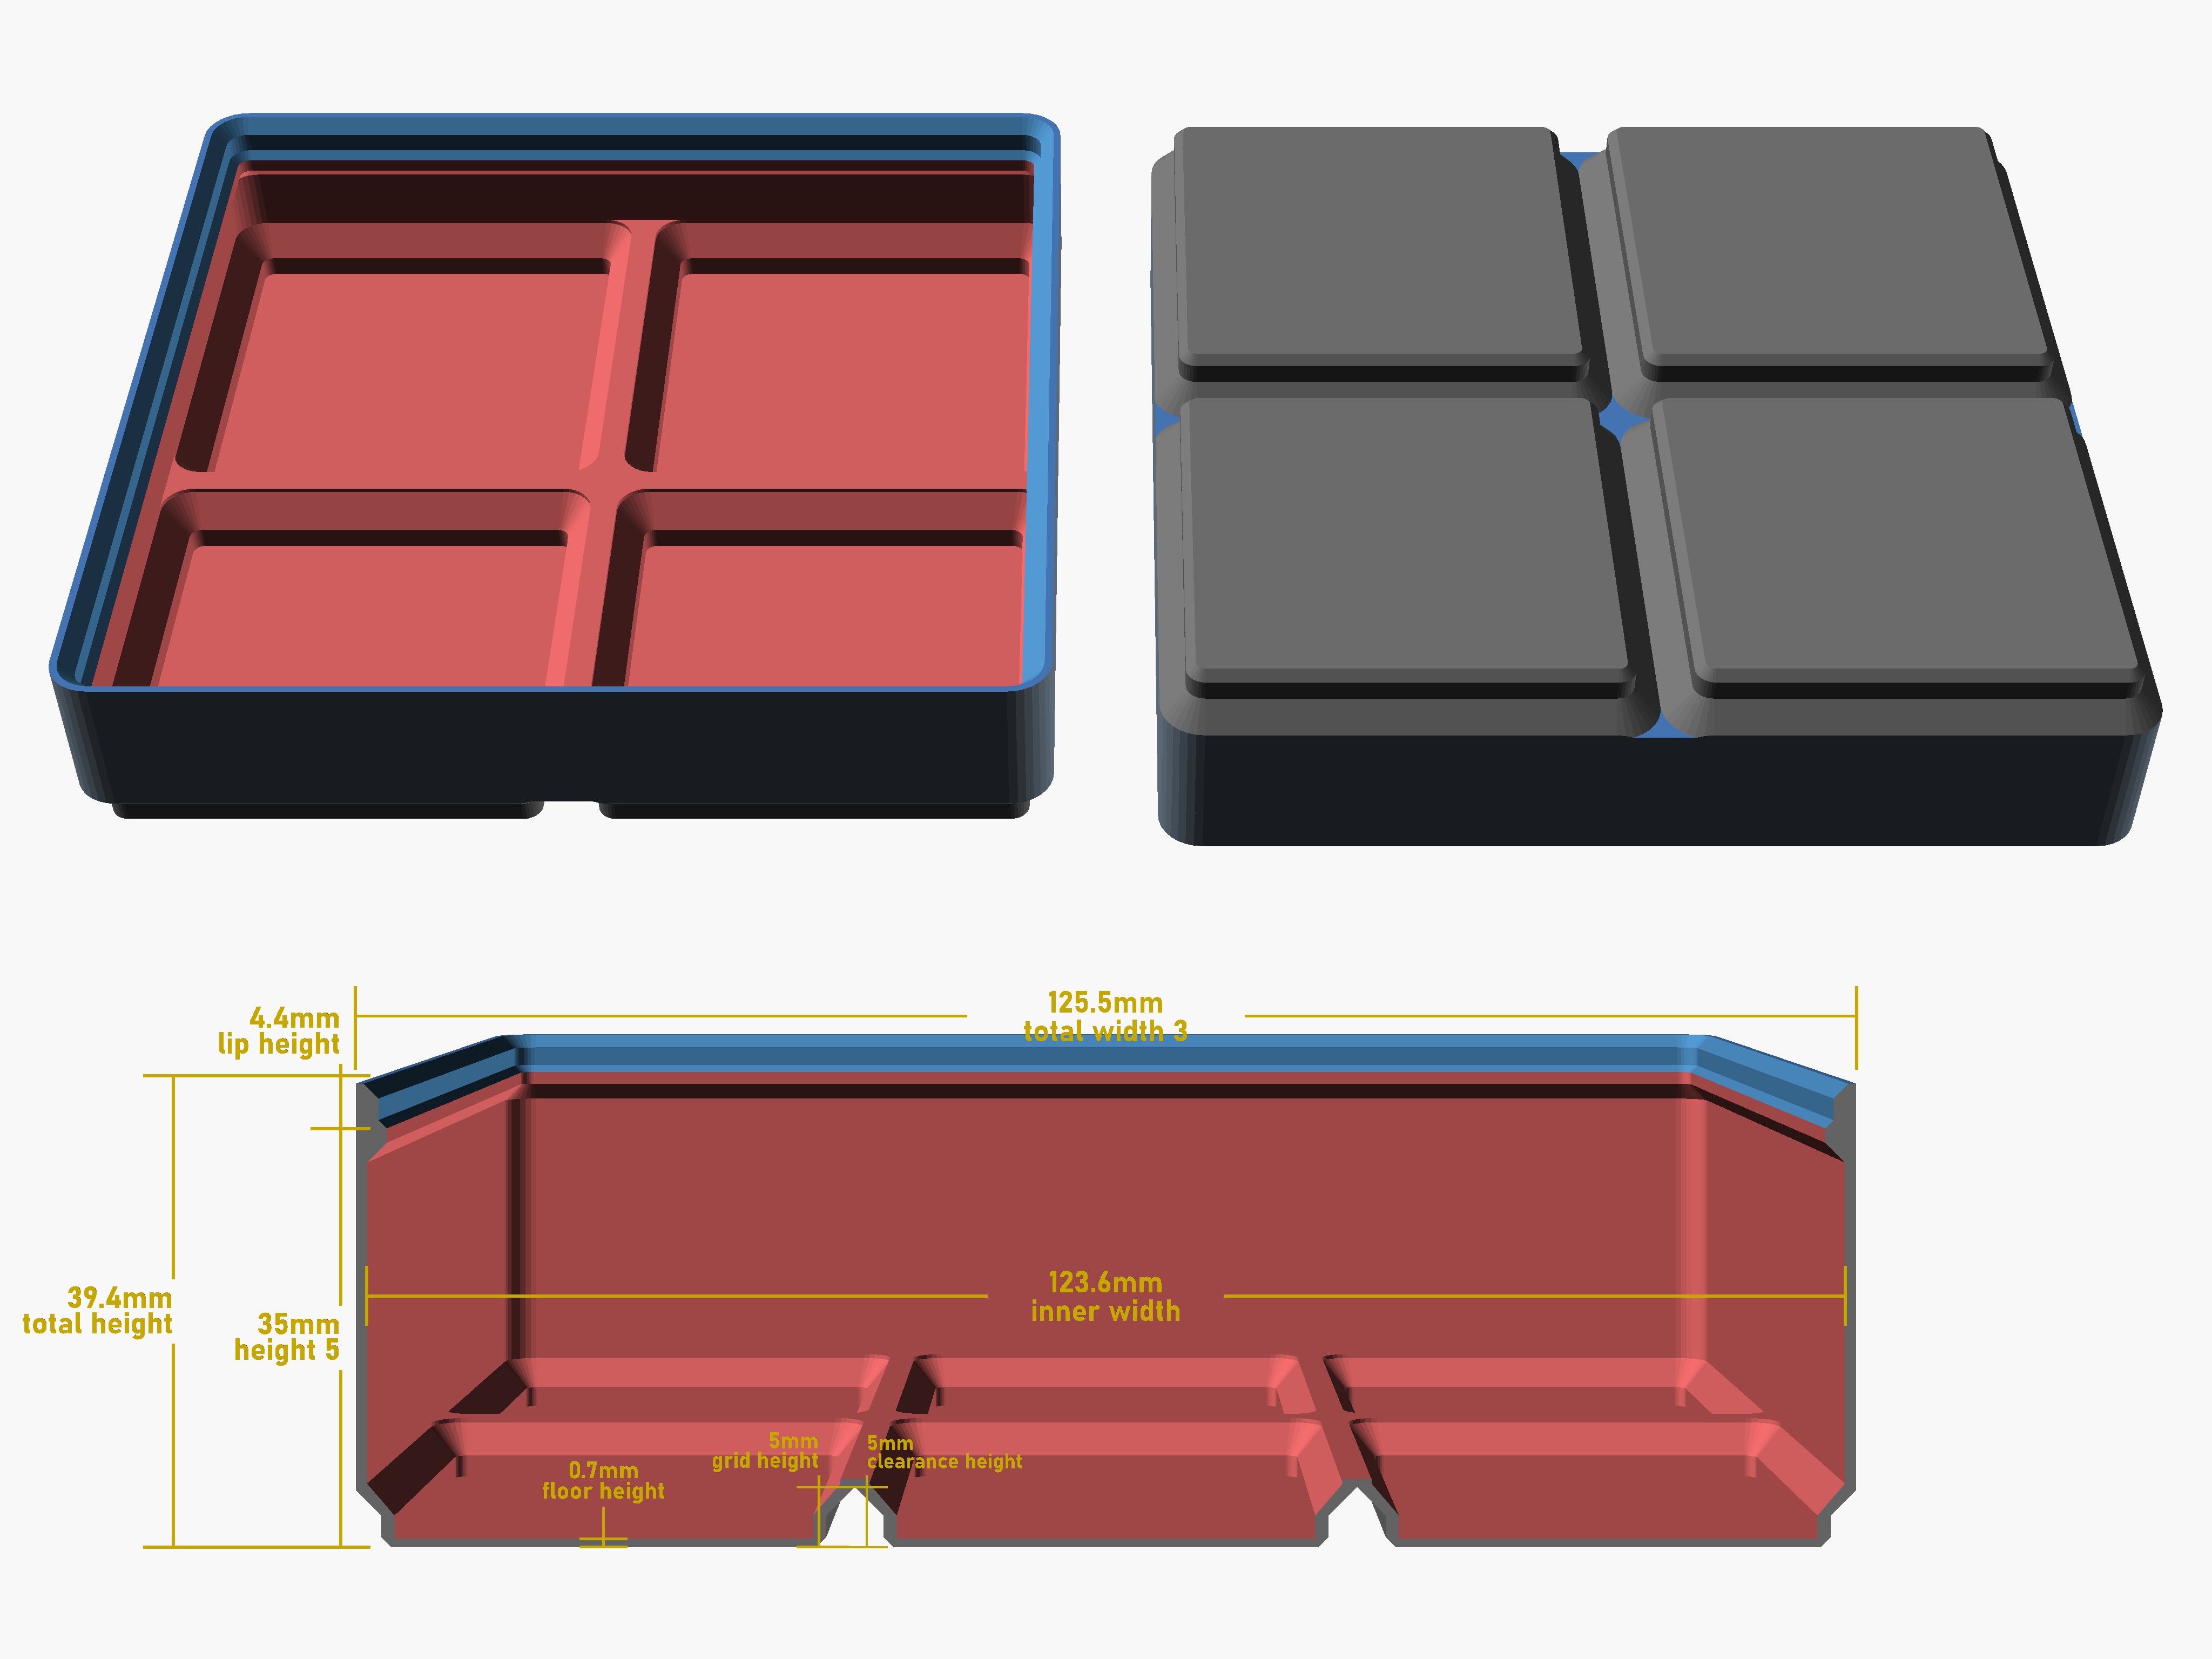 4.4mm
lip height
125.5mm
total width 3
39.4mm
total height
35mm
height 5
123.6mm
inner width
0.7mm
floor height
5mm
grid height
5mm
clearance height